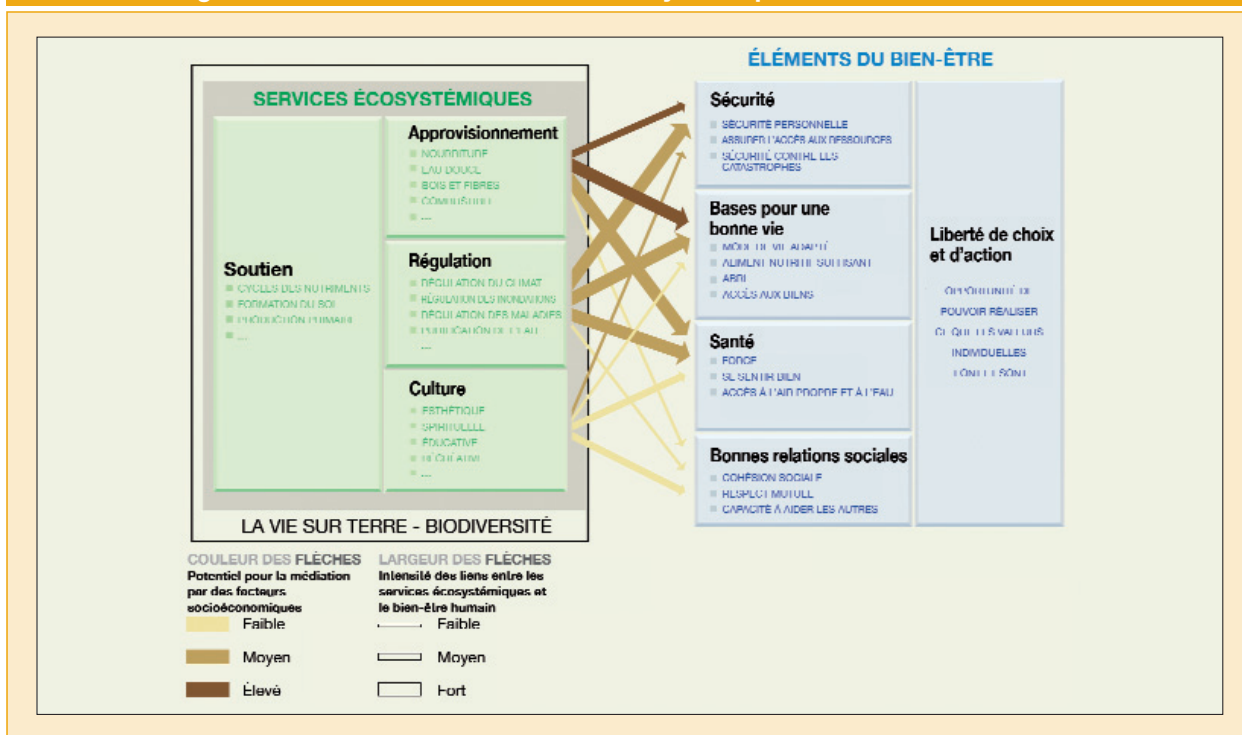 ÉLÉMENTS DU BIEN-ÊTRE
SERVICES ÉCOSYSTÉMIQUES
Soutien
CYCLES DES NUTRIMENTS
FORMATION DU SOL
PRODUCTION PRIMAIRE
...
Approvisionnement
NOURRITURE
EAU DOUCE
BOIS ET FIBRES
COMBUSTIBLE
...
Régulation
RÉGULATION DU CLIMAT
RÉGULATION DES INONDATIONS
RÉGULATION DES MALADIES
PURIFICATION DE L'EAU
...
Culture
ESTHÉTIQUE
SPIRITUELLE
ÉDUCATIVE
RÉCRÉATIVE
...
LA VIE SUR TERRE - BIODIVERSITÉ
Sécurité
SÉCURITÉ PERSONNELLE
ASSURER L'ACCÈS AUX RESSOURCES
SÉCURITÉ CONTRE LES
CATASTROPHES
Bases pour une
bonne vie
MODE DE VIE ADAPTÉ
ALIMENT NUTRITIF SUFFISANT
ABRI
ACCÈS AUX BIENS
Santé
FORCE
SE SENTIR BIEN
ACCÈS À L'AIR PROPRE ET À L'EAU
Bonnes relations sociales
COHÉSION SOCIALE
RESPECT MUTUEL
CAPACITÉ À AIDER LES AUTRES
Liberté de choix
et d'action
OPPORTUNITÉ DE
POUVOIR RÉALISER
CE QUE LES VALEURS
INDIVIDUELLES
FONT ET SONT
COULEUR DES FLÈCHES
Potentiel pour la médiation
par des facteurs
socioéconomiques
Faible
Moyen
Élevé
LARGEUR DES FLÈCHES
Intensité des liens entre les
services écosystémiques et
le bien-être humain
Faible
Moyen
Fort